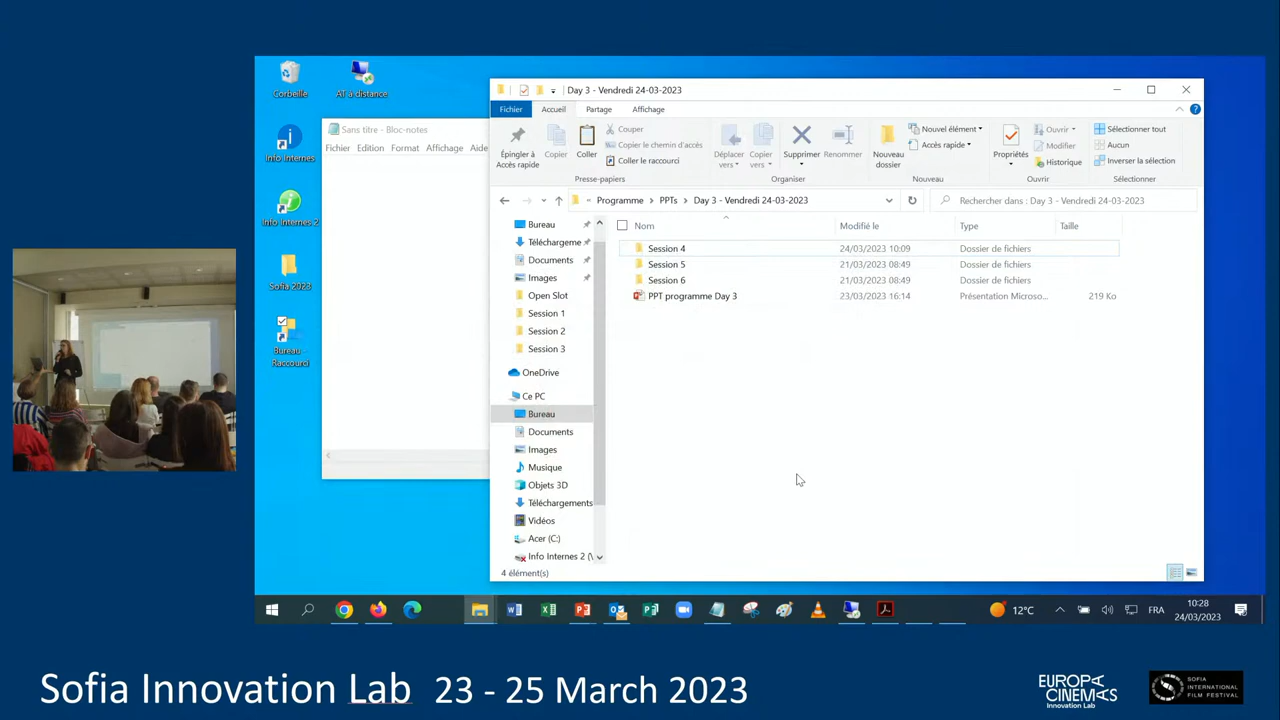 Corbeille
AT à distance
Info Internes
Info Internes 2
Sofia 2023
Bureau -
Raccourci
Sans titre - Bloc-notes
Fichier Edition Format Affichage Aide
Day 3 - Vendredi 24-03-2023
Fichier Accueil Partage Affichage
Épingler à
Accès rapide
Copier
Coller
Couper
Copier le chemin d'accès
Coller le raccourci
Presse-papiers
Déplacer
vers
Copier
vers
Supprimer
Renommer
Organiser
Nouveau
dossier
Nouvel élément
Accès rapide
Nouveau
Propriétés
Ouvrir
Modifier
Historique
Ouvrir
Sélectionner tout
Aucun
Inverser la sélection
Sélectionner
« Programme > PPTs > Day 3 - Vendredi 24-03-2023
Rechercher dans : Day 3 - Vendredi 24-03-2023
Bureau
Téléchargeme
Documents
Images
Open Slot
Session 1
Session 2
Session 3
OneDrive
Ce PC
Bureau
Documents
Images
Musique
Objets 3D
Téléchargements
Vidéos
Acer (C:)
Info Internes 2 (\
Nom Modifié le Type Taille
Session 4 24/03/2023 10:09 Dossier de fichiers
Session 5 21/03/2023 08:49 Dossier de fichiers
Session 6 21/03/2023 08:49 Dossier de fichiers
PPT programme Day 3 23/03/2023 16:14 Présentation Microso... 219 Ko
4 élément(s)
12°C
FRA
10:28
24/03/2023
Sofia Innovation Lab 23 - 25 March 2023
EUROPA
CINEMAS
Innovation Lab
SOFIA
INTERNATIONAL
FILM FESTIVAL